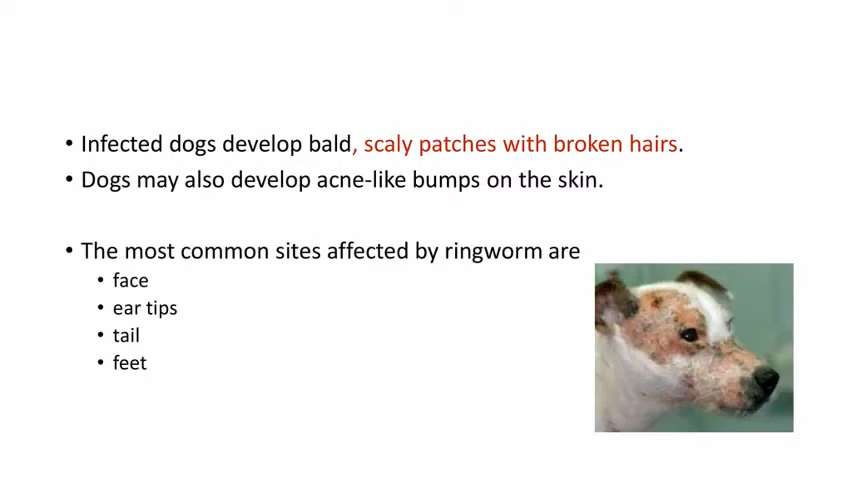 • Infected dogs develop bald, scaly patches with broken hairs.
• Dogs may also develop acne-like bumps on the skin.
• The most common sites affected by ringworm are
• face
• ear tips
• tail
• feet